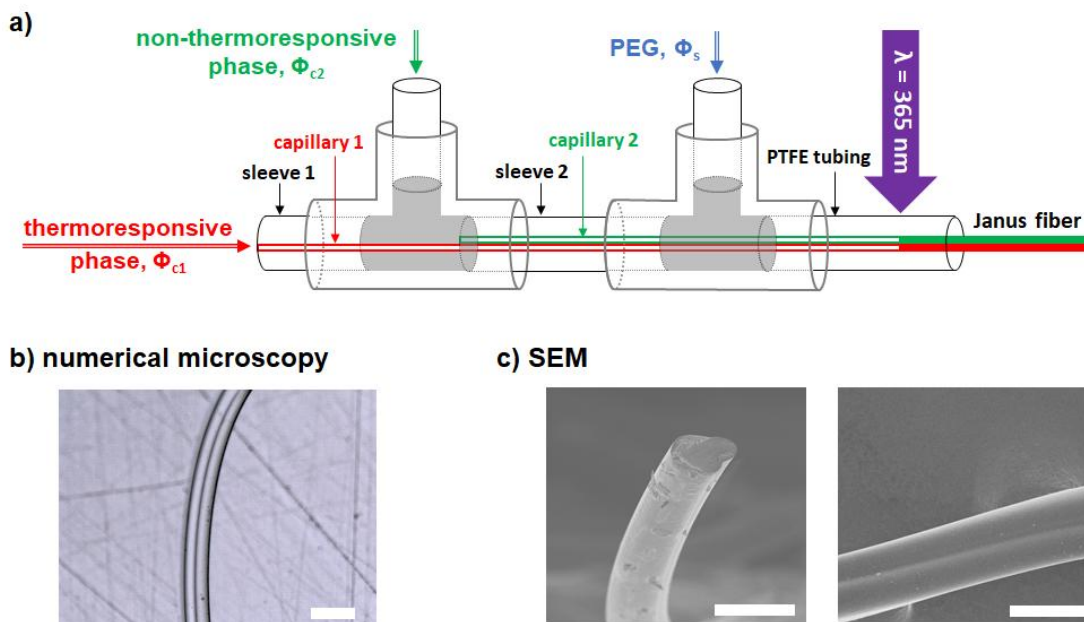 a)
non-thermoresponsive
phase, Φc2
PEG, Φs
λ = 365 nm
capillary 1
capillary 2
sleeve 1
sleeve 2
PTFE tubing
thermoresponsive
phase, Φc1
Janus fiber
b) numerical microscopy
c) SEM